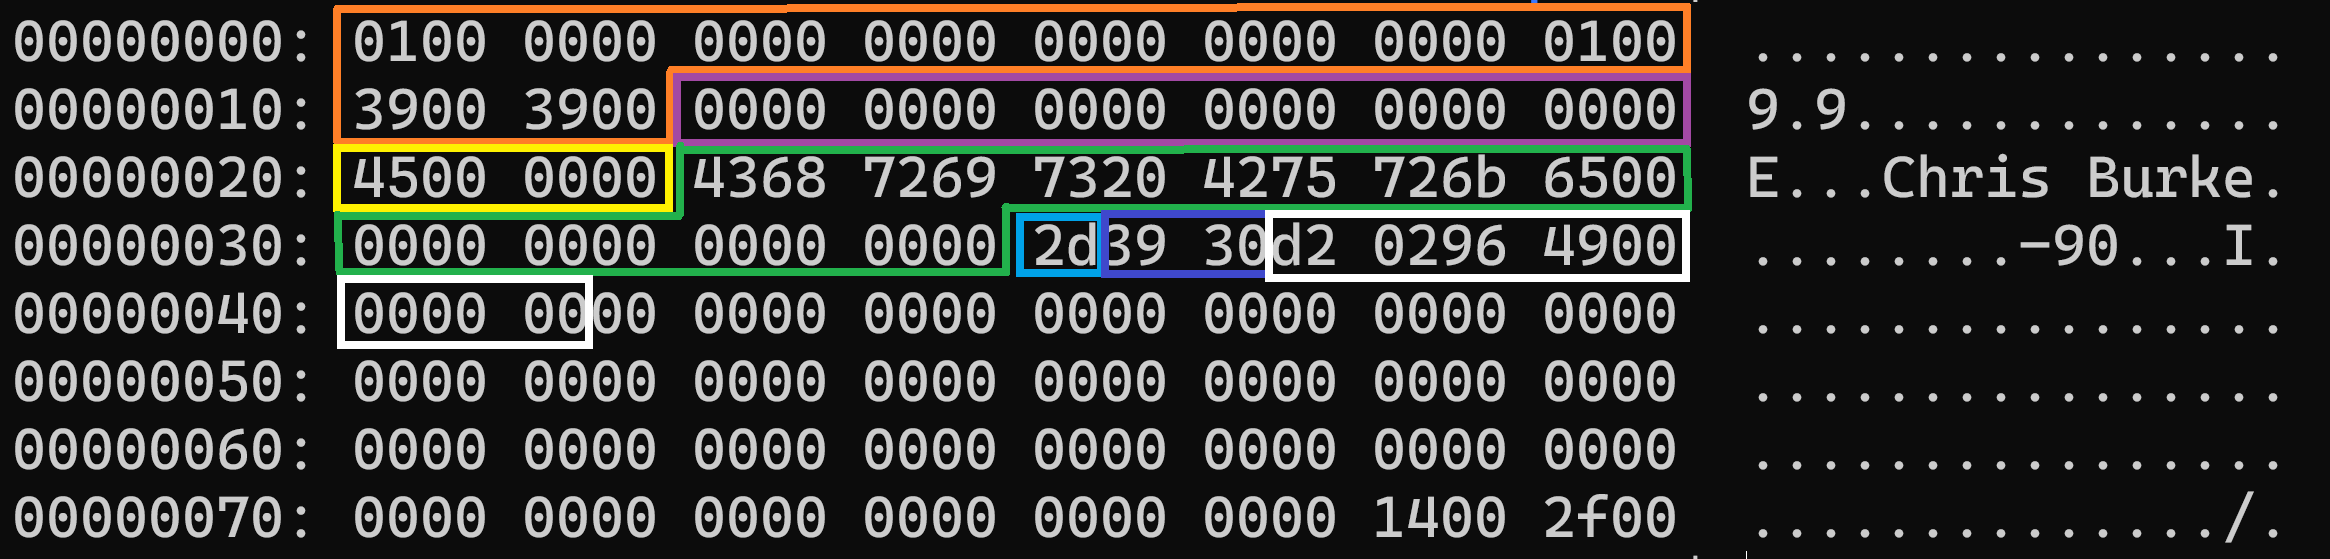 00000000: 0100 0000 0000 0000 0000 0000 0000 0100 ................
00000010: 3900 3900 0000 0000 0000 0000 0000 0000 9.9.............
00000020: 4500 0000 4368 7269 7320 4275 726b 6500 E...Chris Burke.
00000030: 0000 0000 0000 0000 2d39 30d2 0296 4900 ........-90...I.
00000040: 0000 0000 0000 0000 0000 0000 0000 0000 ................
00000050: 0000 0000 0000 0000 0000 0000 0000 0000 ................
00000060: 0000 0000 0000 0000 0000 0000 0000 0000 ................
00000070: 0000 0000 0000 0000 0000 0000 1400 2f00 ............../.